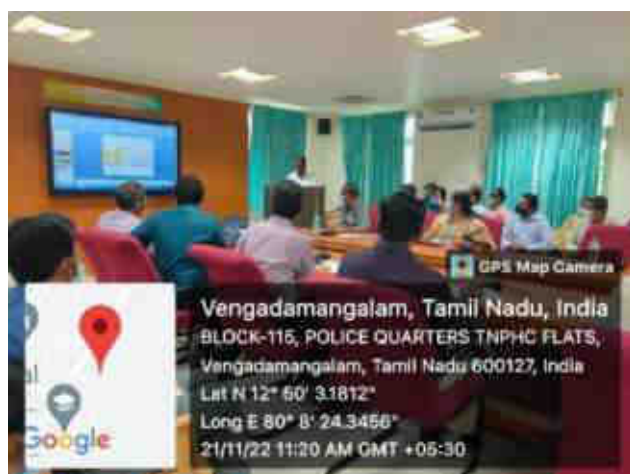 GPS Map Camera
Vengadamangalam, Tamil Nadu, India
BLOCK-115, POLICE QUARTERS TNPHC FLATS,
Vengadamangalam, Tamil Nadu 600127, India
Lat N 12° 50' 3.1812"
Long E 80° 8' 24.3456"
21/11/22 11:20 AM GMT +05:30
Google